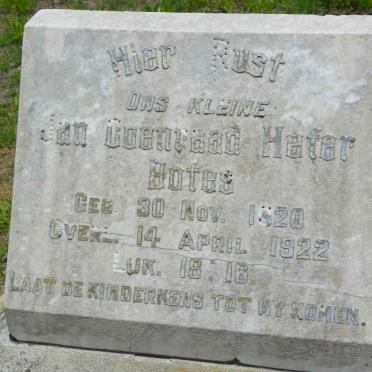 Hier Rust
Ons kleine
Jan Coenraad Hefer
Botes
Geb. 30 Nov. 1920
Overl. 14 April 1922
Luk. 18:16.
Laat de kinderkens tot My komen.